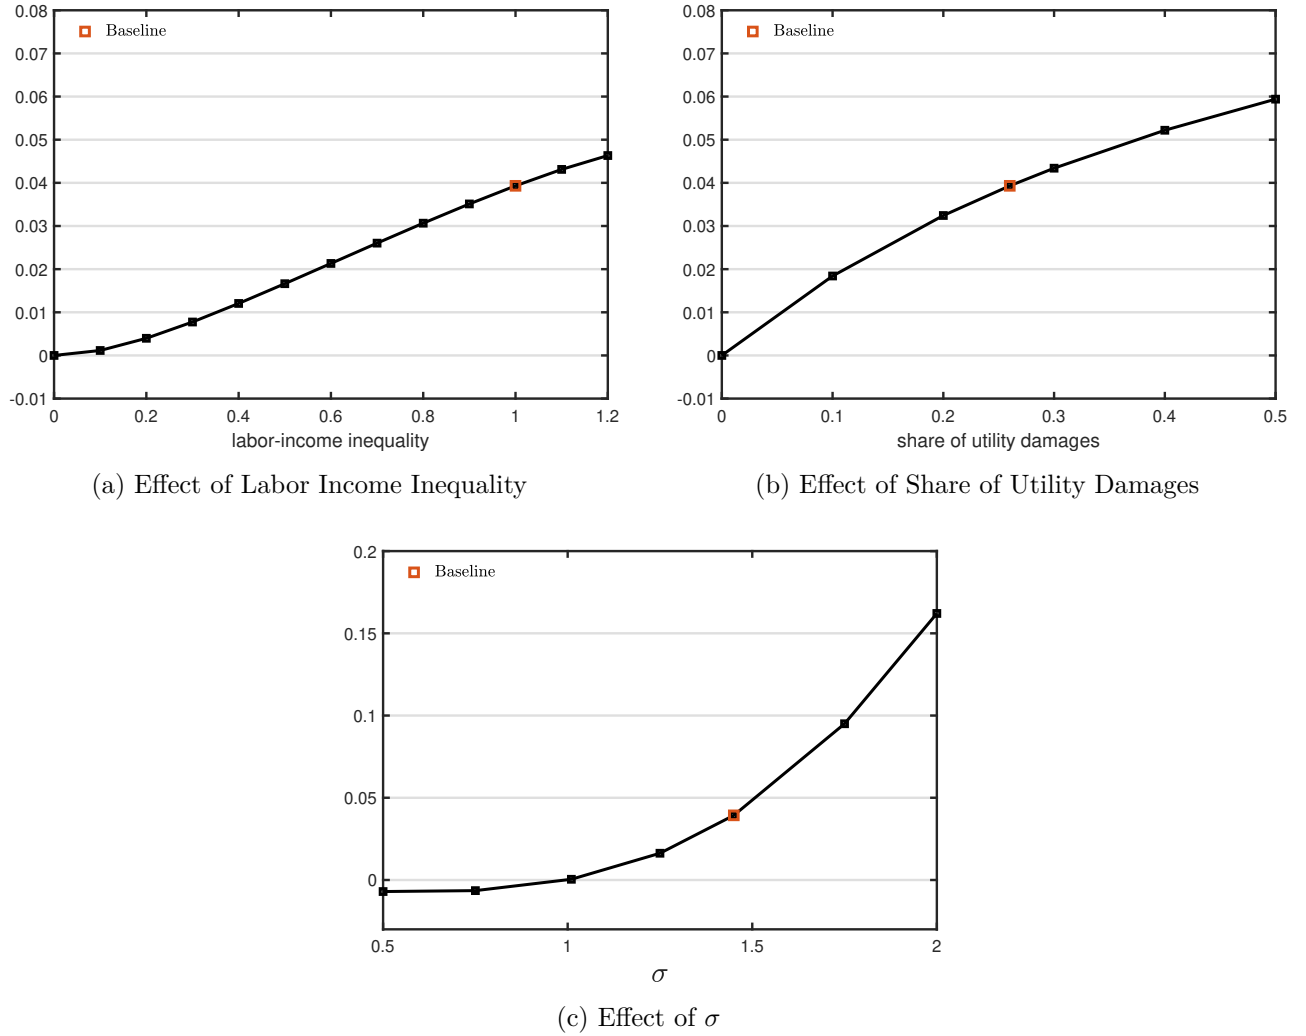 0.08
0.07
0.06
0.05
0.04
0.03
0.02
0.01
0
-0.01
Baseline
0 0.2 0.4 0.6 0.8 1 1.2
labor-income inequality
(a) Effect of Labor Income Inequality
0.08
0.07
0.06
0.05
0.04
0.03
0.02
0.01
0
-0.01
Baseline
0 0.1 0.2 0.3 0.4 0.5
share of utility damages
(b) Effect of Share of Utility Damages
0.2
0.15
0.1
0.05
0
Baseline
0.5 1 1.5 2
σ
(c) Effect of σ